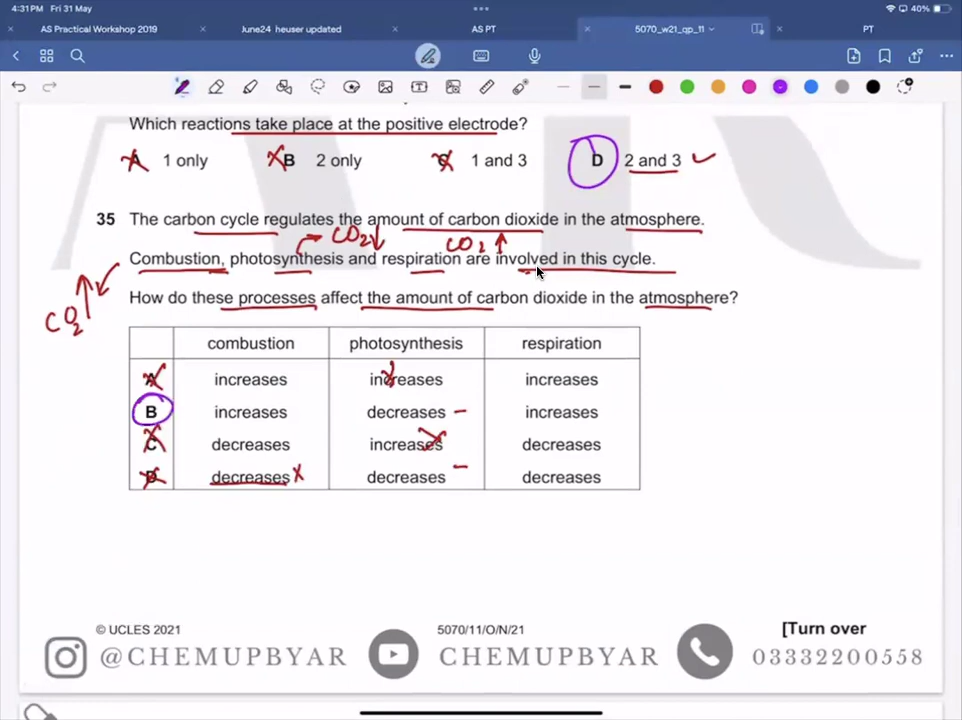 4:31PM Fri 31 May
40%
AS Practical Workshop 2019
June24 heuser updated
AS PT
5070_w21_qp_11
PT
Which reactions take place at the positive electrode?
A 1 only B 2 only C 1 and 3 D 2 and 3
35 The carbon cycle regulates the amount of carbon dioxide in the atmosphere.
CO2↓ CO2↑
Combustion, photosynthesis and respiration are involved in this cycle.
How do these processes affect the amount of carbon dioxide in the atmosphere?
CO2↑
combustion photosynthesis respiration
A increases increases increases
B increases decreases increases
C decreases increases decreases
D decreases decreases decreases
© UCLES 2021 5070/11/O/N/21 [Turn over
@CHEMUPBYAR CHEMUPBYAR 03332200558